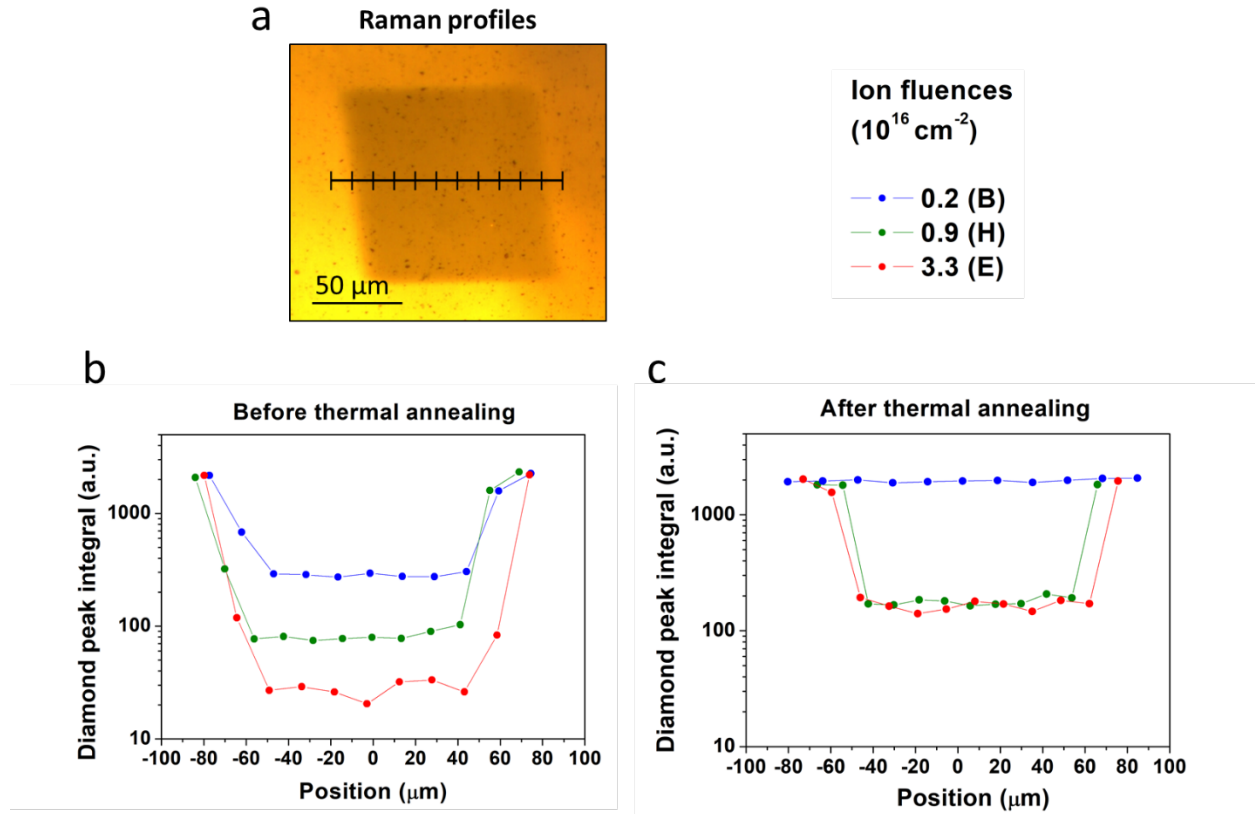 a
Raman profiles
50 μm
Ion fluences
(10^16 cm^-2)
0.2 (B)
0.9 (H)
3.3 (E)
b
Before thermal annealing
Diamond peak integral (a.u.)
1000
100
10
-100 -80 -60 -40 -20 0 20 40 60 80 100
Position (μm)
c
After thermal annealing
Diamond peak integral (a.u.)
1000
100
10
-100 -80 -60 -40 -20 0 20 40 60 80 100
Position (μm)